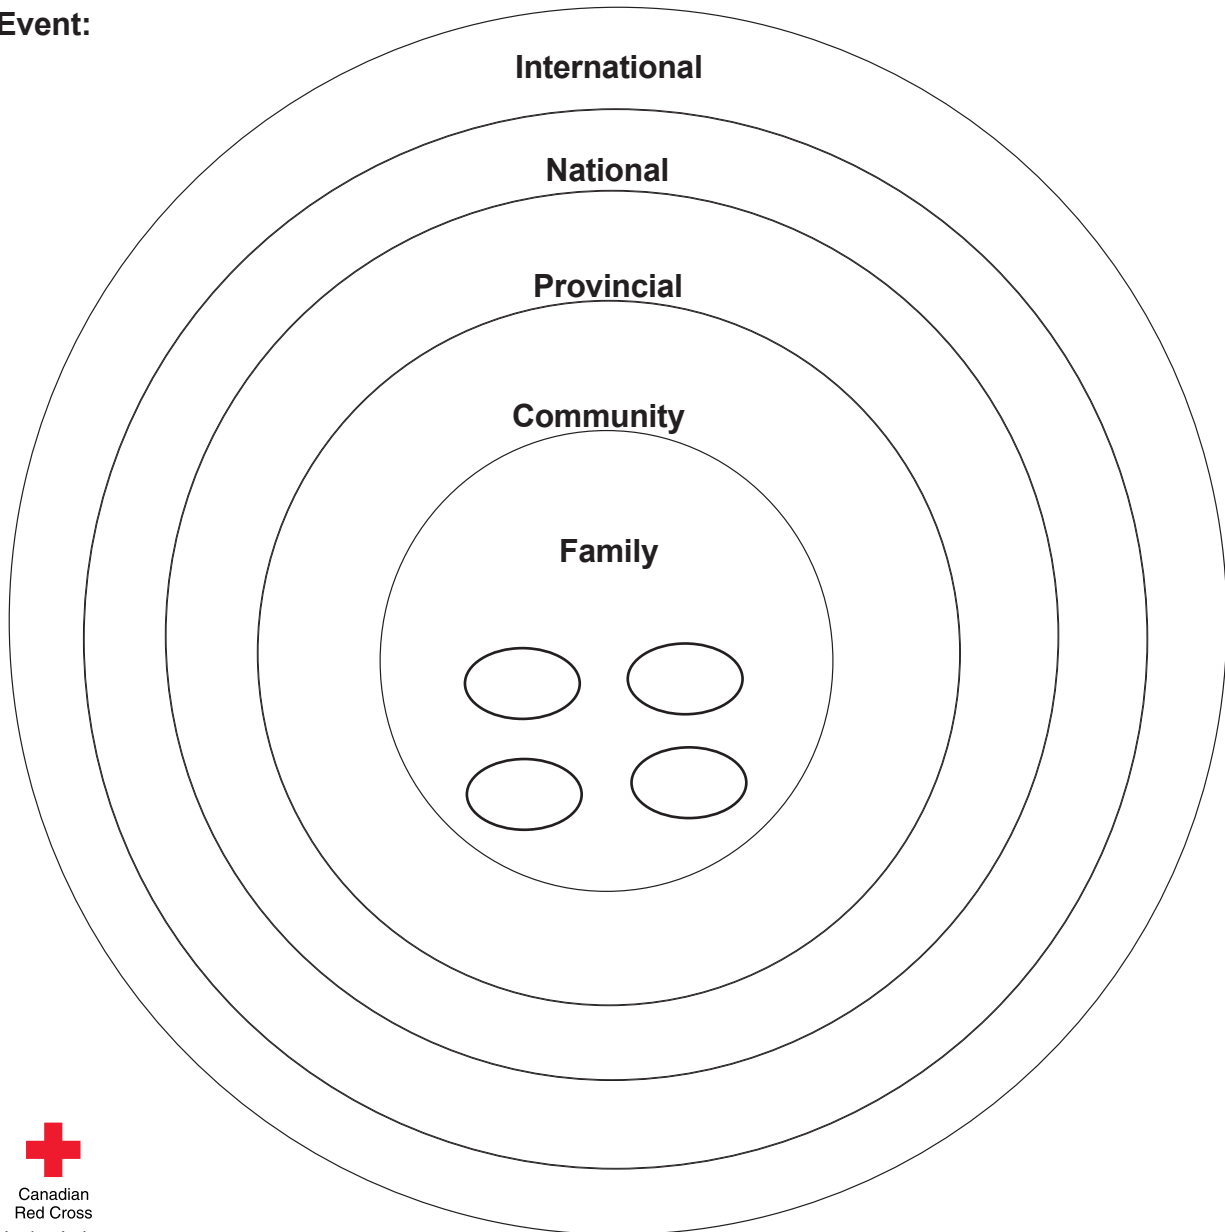 Event:
International
National
Provincial
Community
Family
Canadian
Red Cross